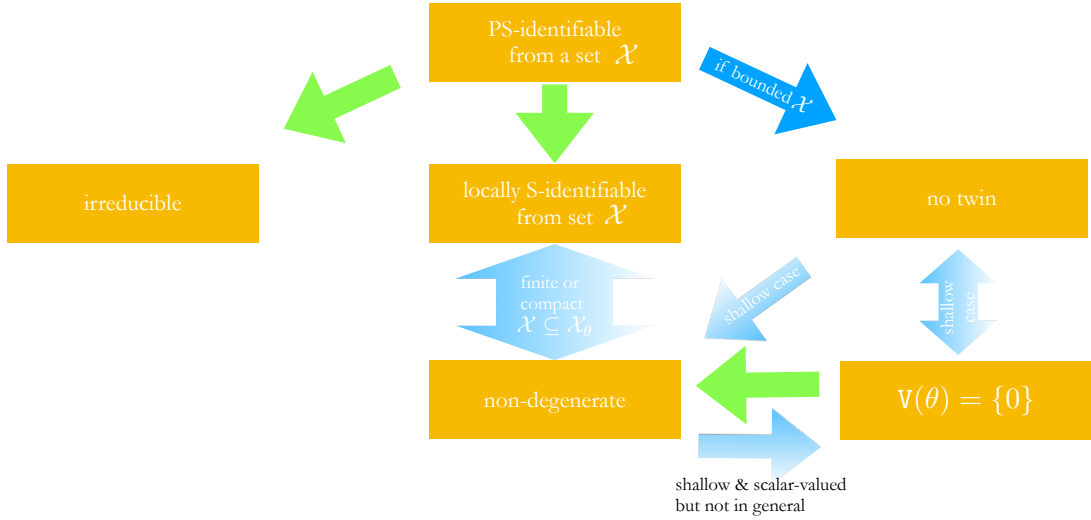 PS-identifiable
from a set 𝒳
if bounded 𝒳
irreducible
locally S-identifiable
from set 𝒳
no twin
finite or
compact
𝒳 ⊆ 𝒳_θ
shallow case
shallow
case
non-degenerate
V(θ) = {0}
shallow & scalar-valued
but not in general